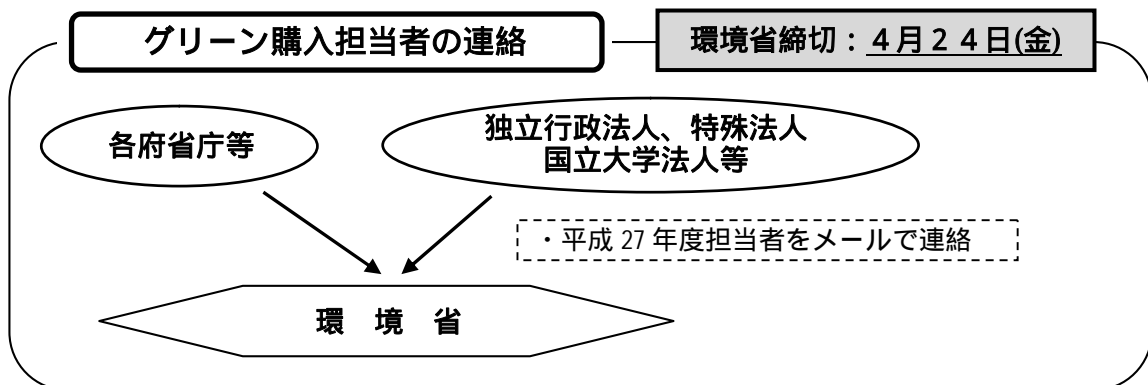 グリーン購入担当者の連絡
環境省締切：４月２４日(金)
各府省庁等
独立行政法人、特殊法人
国立大学法人等
・平成 27 年度担当者をメールで連絡
環　境　省